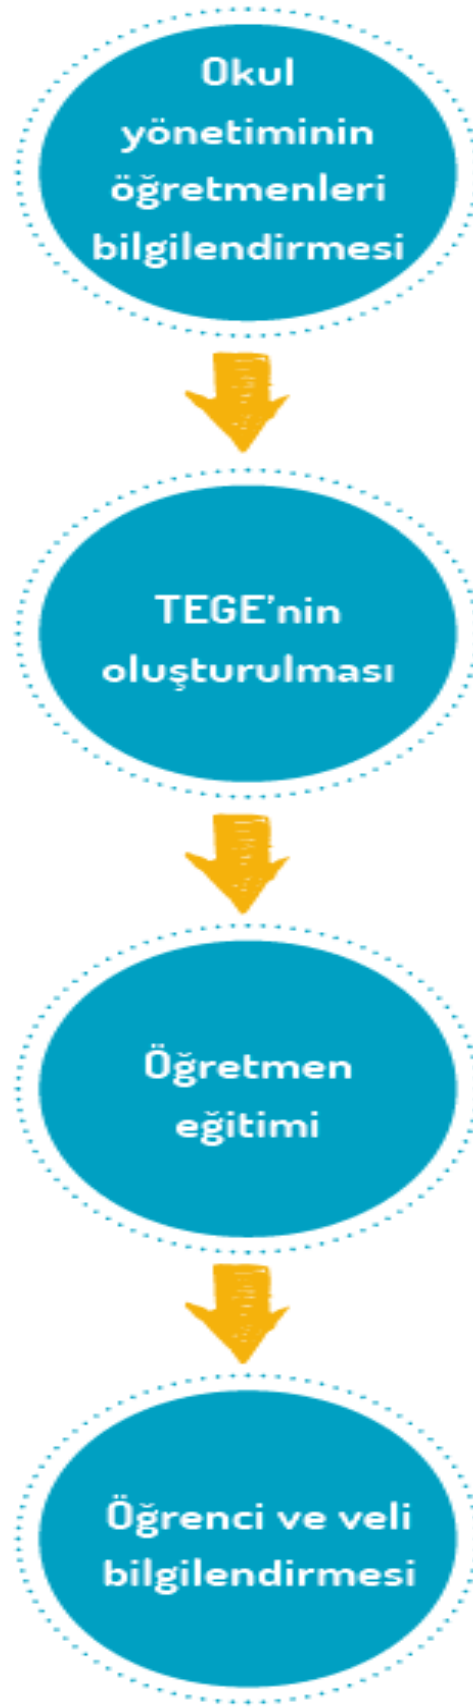 Okul
yönetiminin
öğretmenleri
bilgilendirmesi
TEGE'nin
oluşturulması
Öğretmen
eğitimi
Öğrenci ve veli
bilgilendirmesi